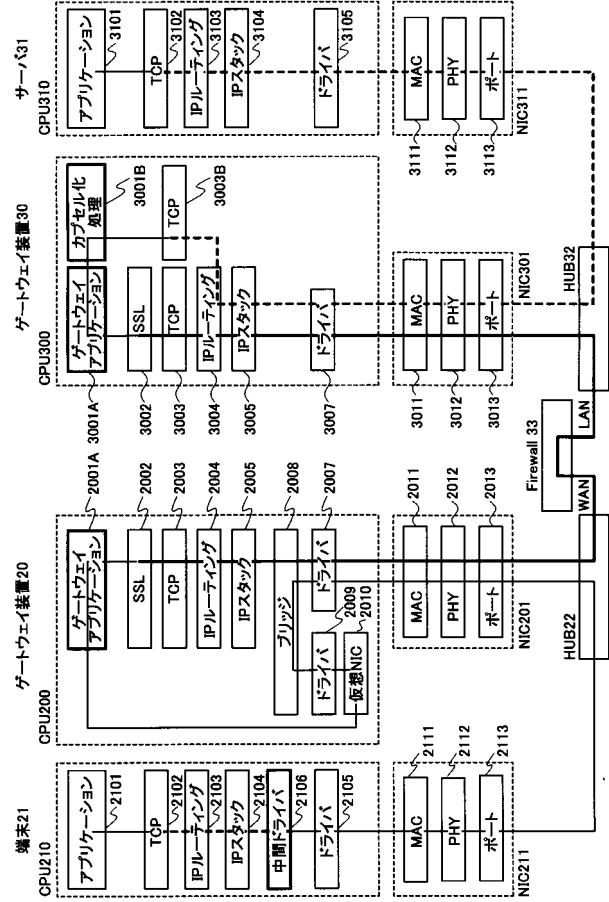 端末21
CPU210
アプリケーション
2101
TCP
2102
IPルーティング
2103
IPスタック
2104
中間ドライバ
2106
ドライバ
2105
MAC
2111
PHY
2112
ポート
2113
NIC211
ゲートウェイ装置20
CPU200
ゲートウェイ
アプリケーション
2001A
SSL
2002
TCP
2003
IPルーティング
2004
IPスタック
2005
ブリッジ
2008
ドライバ
2007
ドライバ
2009
仮想NIC
2010
MAC
2011
PHY
2012
ポート
2013
NIC201
HUB22
WAN
Firewall 33
LAN
HUB32
ゲートウェイ装置30
CPU300
ゲートウェイ
アプリケーション
3001A
カプセル化
処理
3001B
SSL
3002
TCP
3003
TCP
3003B
IPルーティング
3004
IPスタック
3005
ドライバ
3007
MAC
3011
PHY
3012
ポート
3013
NIC301
サーバ31
CPU310
アプリケーション
3101
TCP
3102
IPルーティング
3103
IPスタック
3104
ドライバ
3105
MAC
3111
PHY
3112
ポート
3113
NIC311